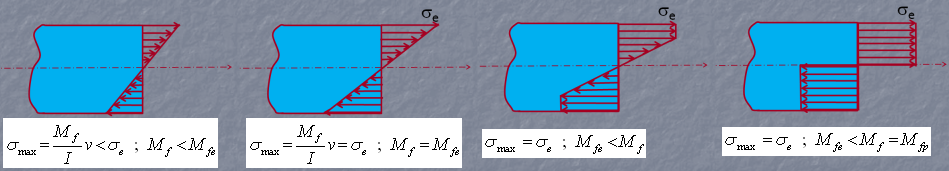 σe
σe
σe
σmax = Mf/I v < σe ; Mf < Mfe
σmax = Mf/I v = σe ; Mf = Mfe
σmax = σe ; Mfe < Mf
σmax = σe ; Mfe < Mf = Mfp